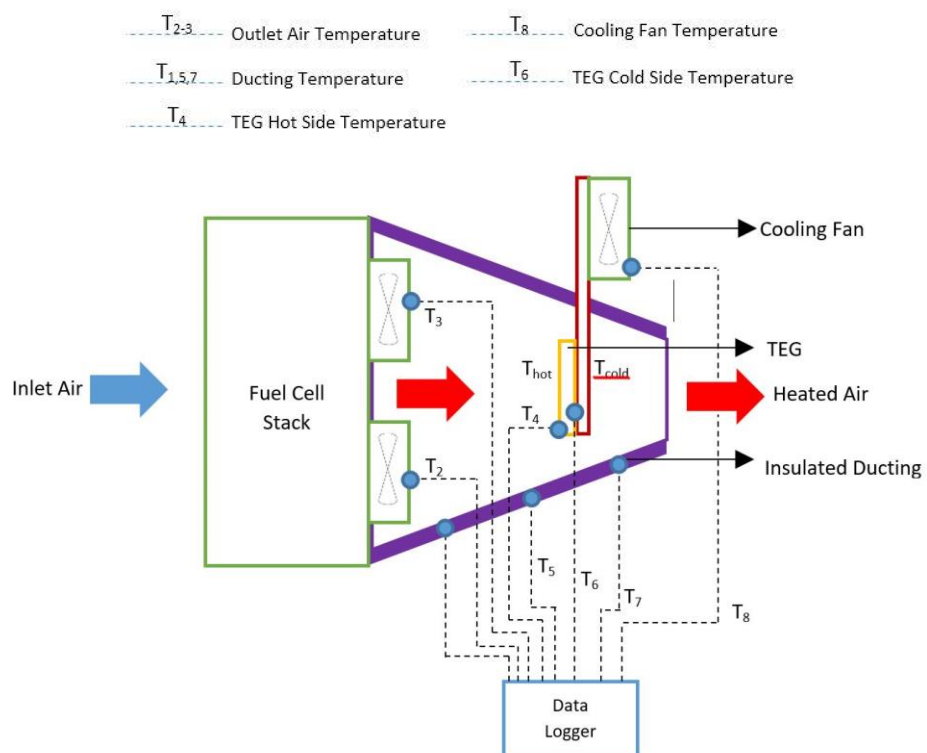 T2-3 Outlet Air Temperature
T8 Cooling Fan Temperature
T1,5,7 Ducting Temperature
T6 TEG Cold Side Temperature
T4 TEG Hot Side Temperature
Cooling Fan
T3
TEG
Thot
Tcold
Inlet Air
Fuel Cell
Stack
Heated Air
T4
T2
Insulated Ducting
T5
T6
T7
T8
Data
Logger